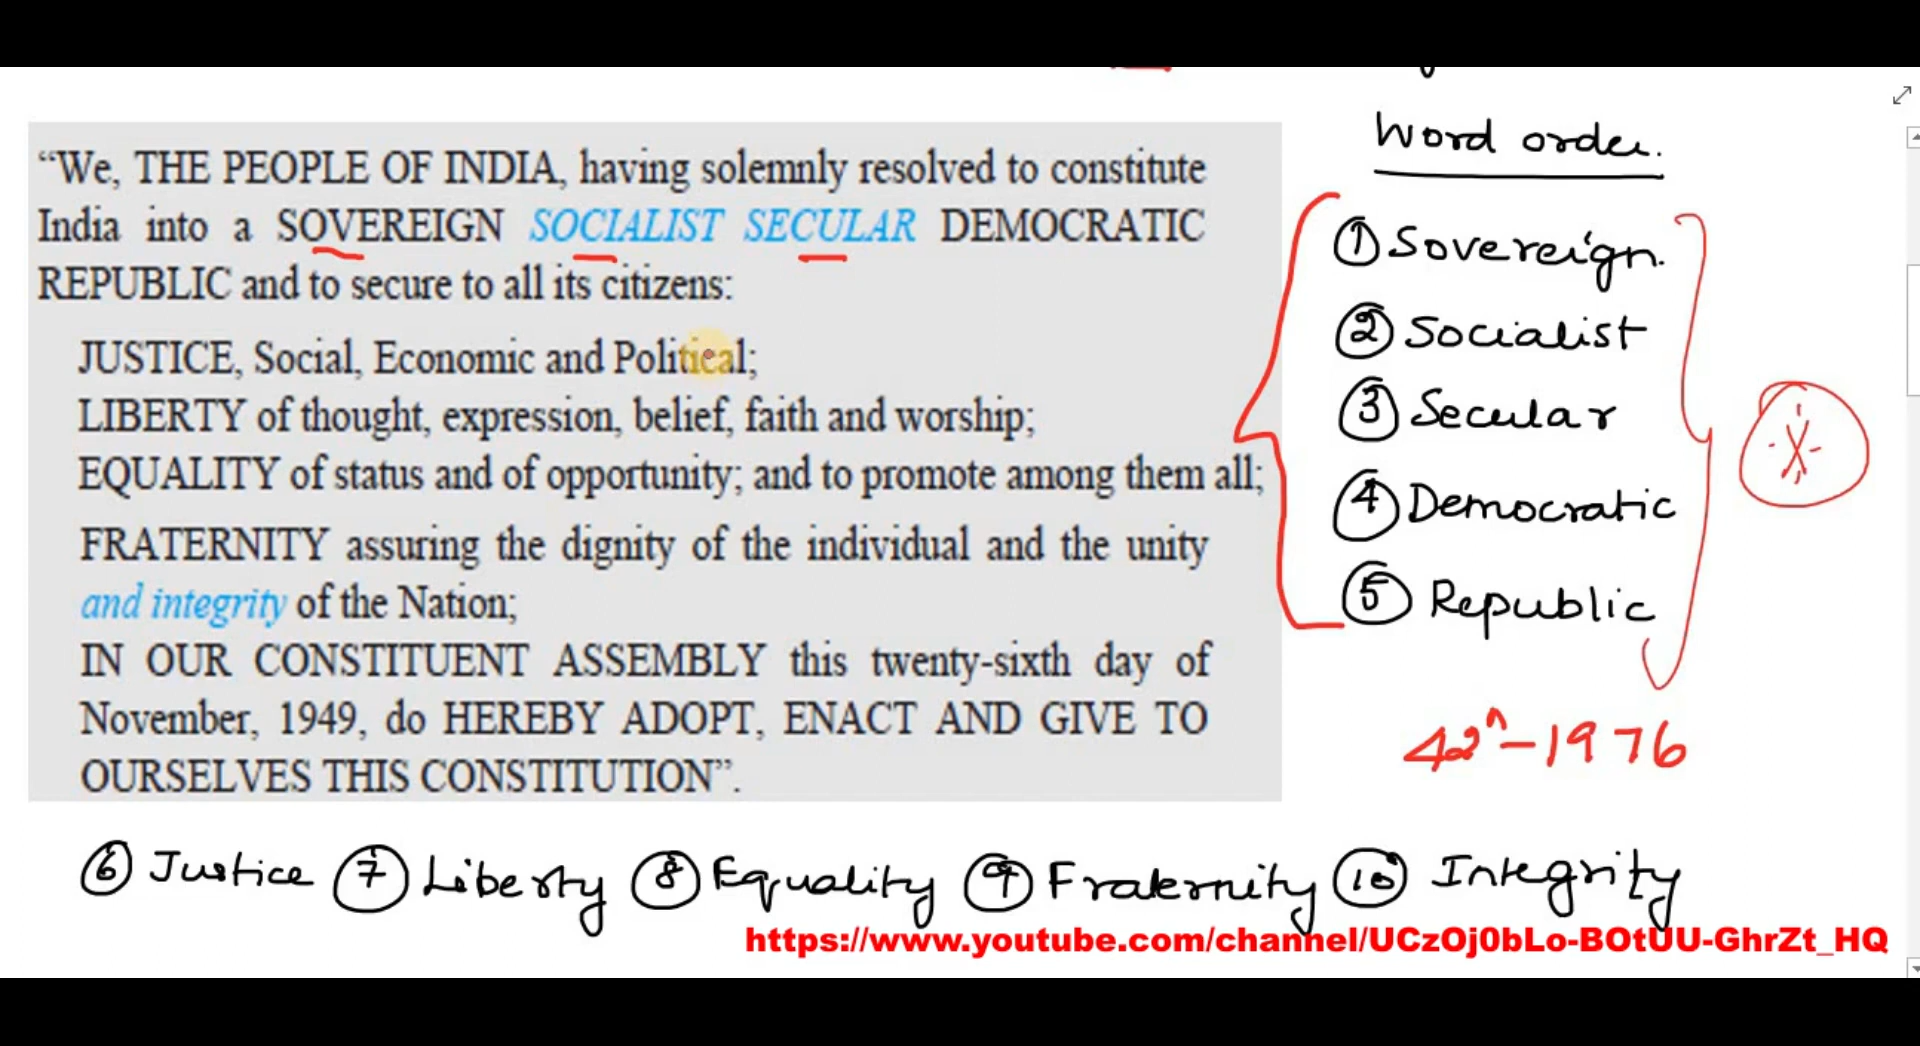 “We, THE PEOPLE OF INDIA, having solemnly resolved to constitute
India into a SOVEREIGN SOCIALIST SECULAR DEMOCRATIC
REPUBLIC and to secure to all its citizens:
JUSTICE, Social, Economic and Political;
LIBERTY of thought, expression, belief, faith and worship;
EQUALITY of status and of opportunity; and to promote among them all;
FRATERNITY assuring the dignity of the individual and the unity
and integrity of the Nation;
IN OUR CONSTITUENT ASSEMBLY this twenty-sixth day of
November, 1949, do HEREBY ADOPT, ENACT AND GIVE TO
OURSELVES THIS CONSTITUTION”.
Word order.
1 Sovereign.
2 Socialist
3 Secular
4 Democratic
5 Republic
42^-1976
6 Justice 7 Liberty 8 Equality 9 Fraternity 10 Integrity
https://www.youtube.com/channel/UCzOj0bLo-BOtUU-GhrZt_HQ